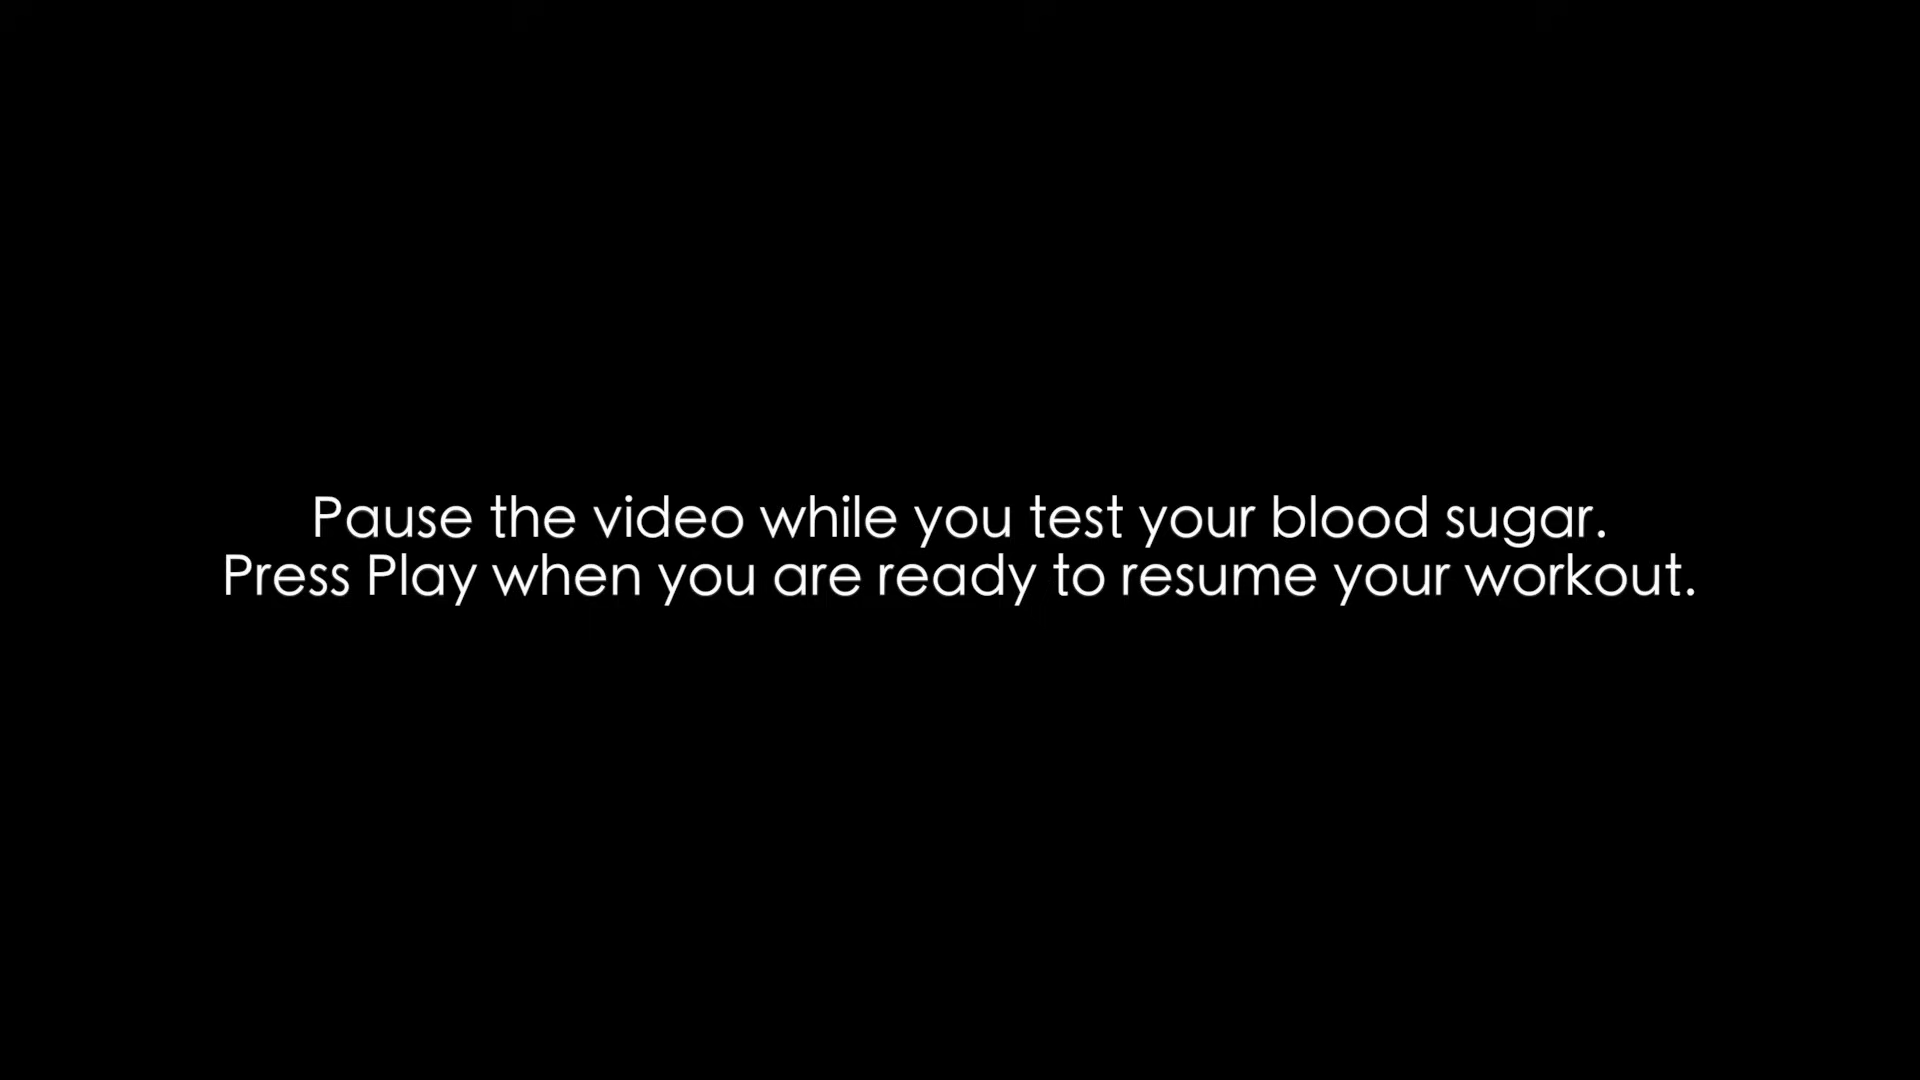 Pause the video while you test your blood sugar.
Press Play when you are ready to resume your workout.